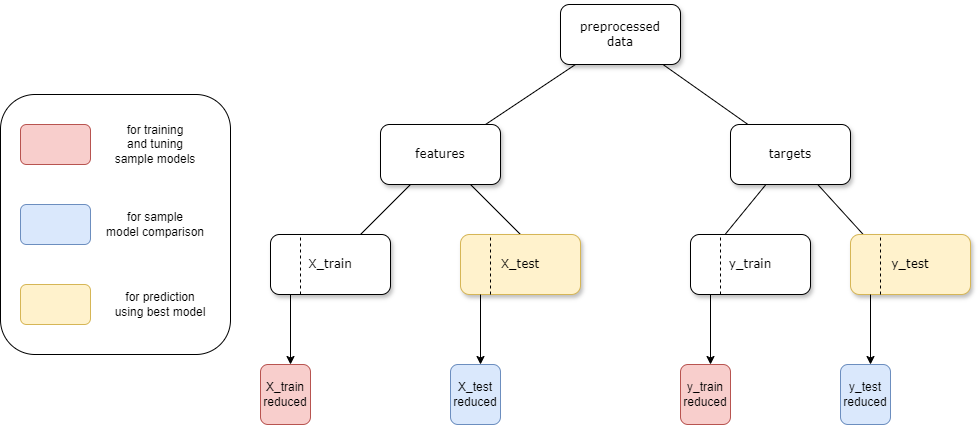 preprocessed
data
for training
and tuning
sample models
for sample
model comparison
for prediction
using best model
features
targets
X_train
X_test
y_train
y_test
X_train
reduced
X_test
reduced
y_train
reduced
y_test
reduced